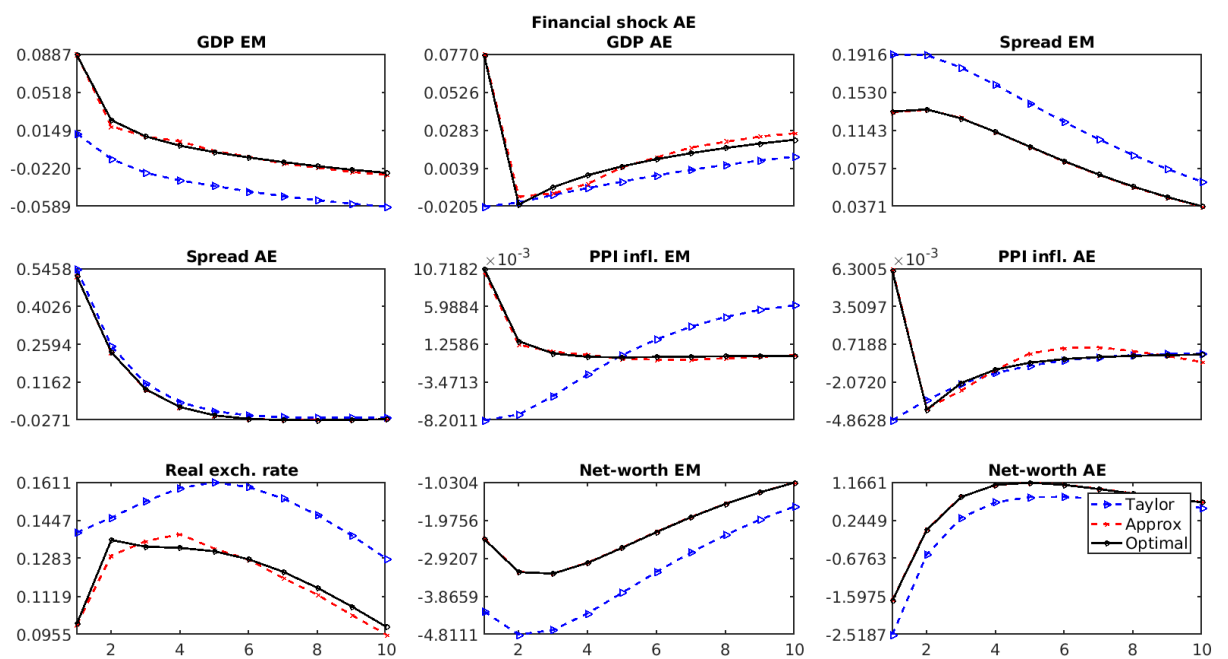 Financial shock AE
GDP EM
GDP AE
Spread EM
0.0887
0.0518
0.0149
-0.0220
-0.0589
0.0770
0.0526
0.0283
0.0039
-0.0205
0.1916
0.1530
0.1143
0.0757
0.0371
Spread AE
PPI infl. EM
PPI infl. AE
0.5458
0.4026
0.2594
0.1162
-0.0271
×10-3
10.7182
5.9884
1.2586
-3.4713
-8.2011
×10-3
6.3005
3.5097
0.7188
-2.0720
-4.8628
Real exch. rate
Net-worth EM
Net-worth AE
0.1611
0.1447
0.1283
0.1119
0.0955
2 4 6 8 10
-1.0304
-1.9756
-2.9207
-3.8659
-4.8111
2 4 6 8 10
1.1661
0.2449
-0.6763
-1.5975
-2.5187
2 4 6 8 10
Taylor
Approx
Optimal